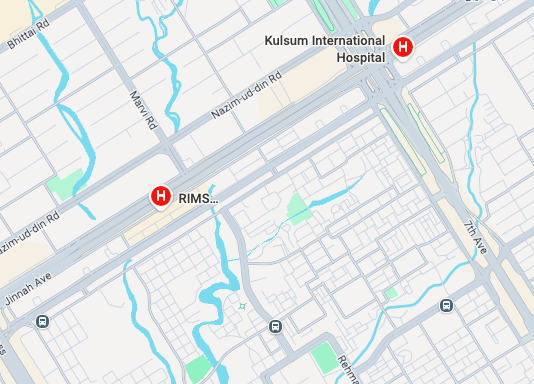 Bhittai Rd
Kulsum International
Hospital
Nazim-ud-din Rd
Marvi Rd
RIMS...
Nazim-ud-din Rd
7th Ave
Jinnah Ave
Rehma
ss